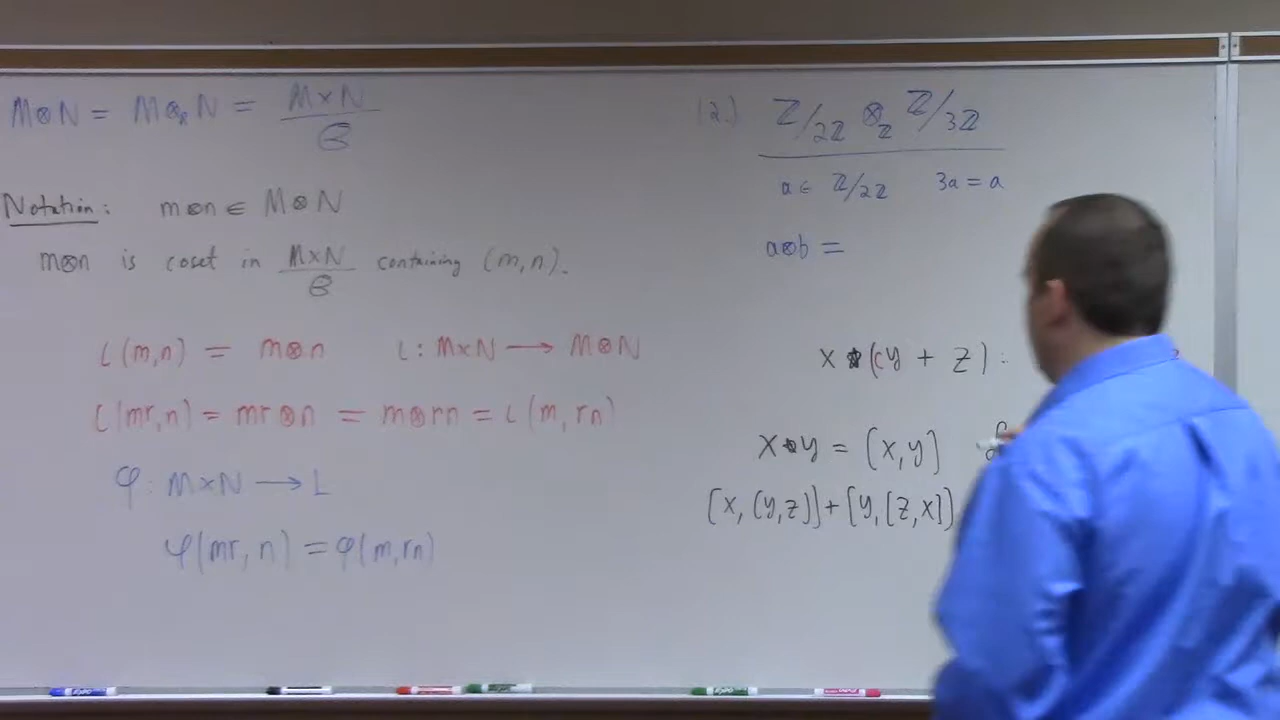 M⊗N = M⊗_R N = M×N / B
Notation: m⊗n ∈ M⊗N
m⊗n is coset in M×N / B containing (m,n).
L(m,n) = m⊗n L: M×N → M⊗N
L(mr,n) = mr⊗n = m⊗rn = L(m, rn)
φ: M×N → L
φ(mr, n) = φ(m,rn)
(2.) ℤ/2ℤ ⊗_ℤ ℤ/3ℤ
a ∈ ℤ/2ℤ 3a = a
a⊗b =
x ⋆ (cy + z) :
x ⋆ y = [x,y]
[x, [y,z]] + [y, [z,x]]